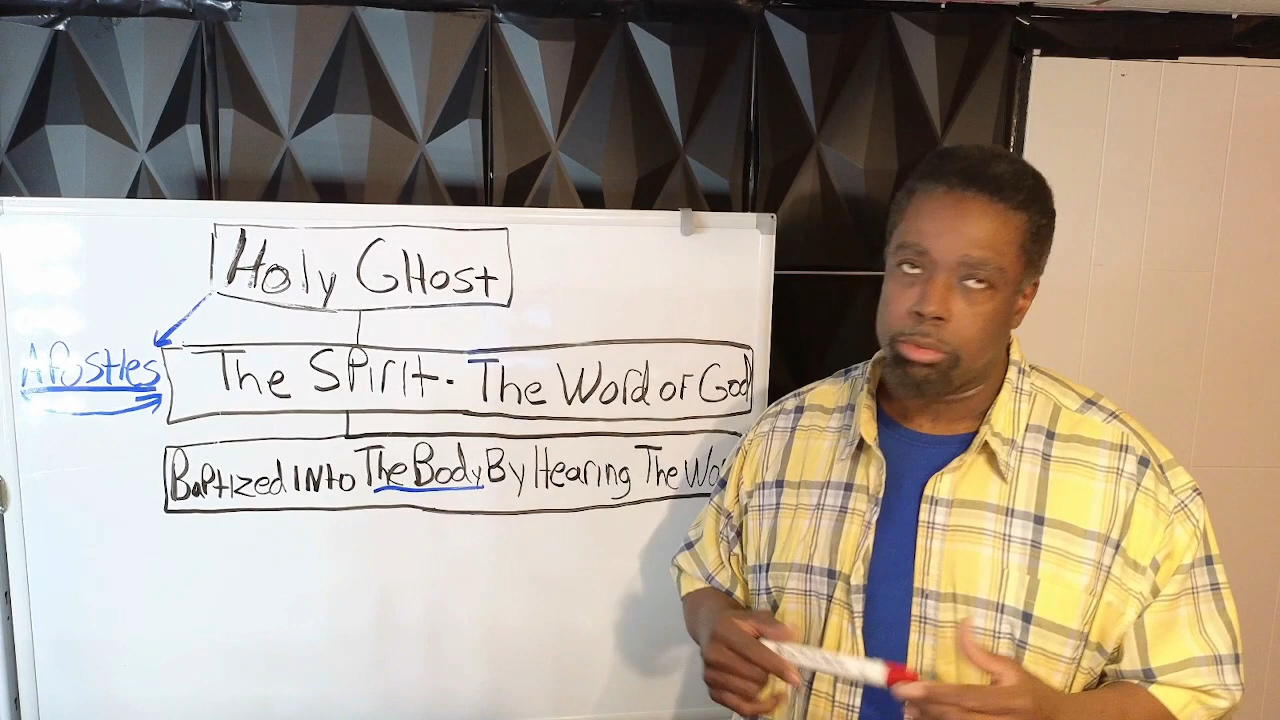 Holy GHost
Apostles
The SPirit. The Word of God
Baptized INto The Body By Hearing The